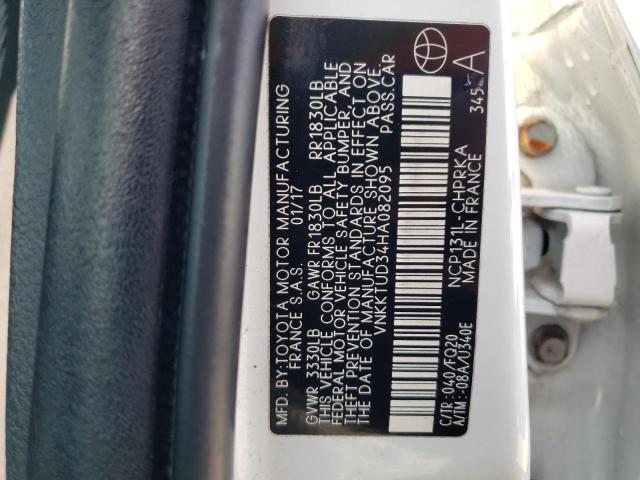 MFD. BY:TOYOTA MOTOR MANUFACTURING
FRANCE S.A.S. 01/17
GVWR 3330LB GAWR FR1830LB RR1830LB
THIS VEHICLE CONFORMS TO ALL APPLICABLE
FEDERAL MOTOR VEHICLE SAFETY BUMPER, AND
THEFT PREVENTION STANDARDS IN EFFECT ON
THE DATE OF MANUFACTURE SHOWN ABOVE.
VNKKTUD34HA082095 PASS.CAR
NCP131L-CHPRKA
MADE IN FRANCE
C/TR:040/FQ20
A/TM:-08A/U340E
A